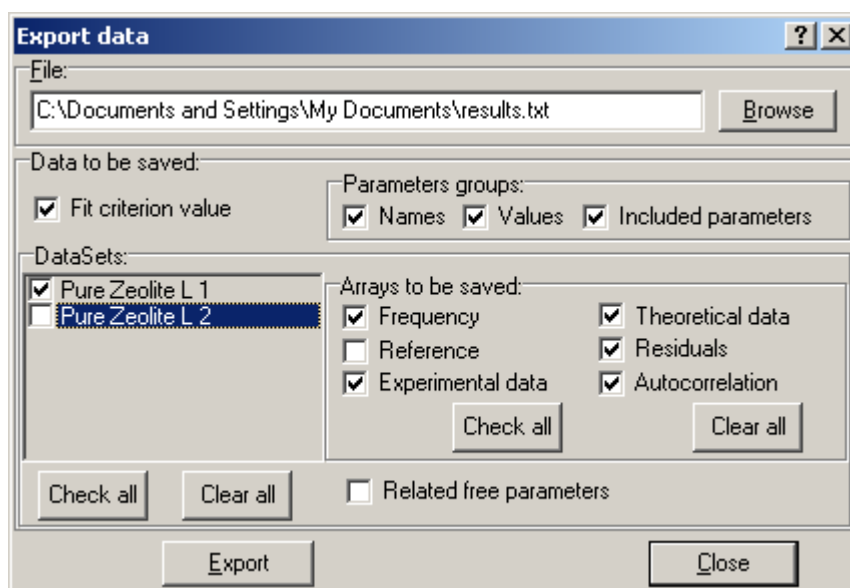 Export data
File:
C:\Documents and Settings\My Documents\results.txt
Browse
Data to be saved:
Fit criterion value
Parameters groups:
Names Values Included parameters
DataSets:
Pure Zeolite L 1
Pure Zeolite L 2
Arrays to be saved:
Frequency
Theoretical data
Reference
Residuals
Experimental data
Autocorrelation
Check all
Clear all
Check all
Clear all
Related free parameters
Export
Close